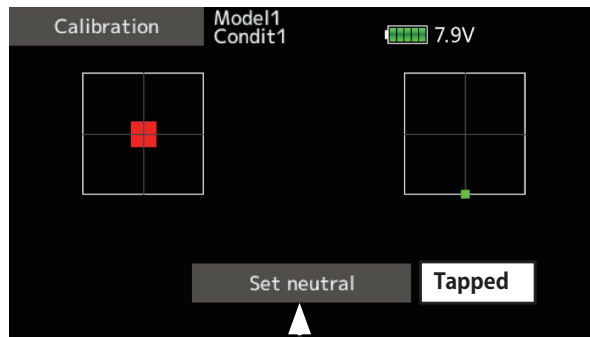 Calibration
Model1
Condit1
7.9V
Set neutral
Tapped